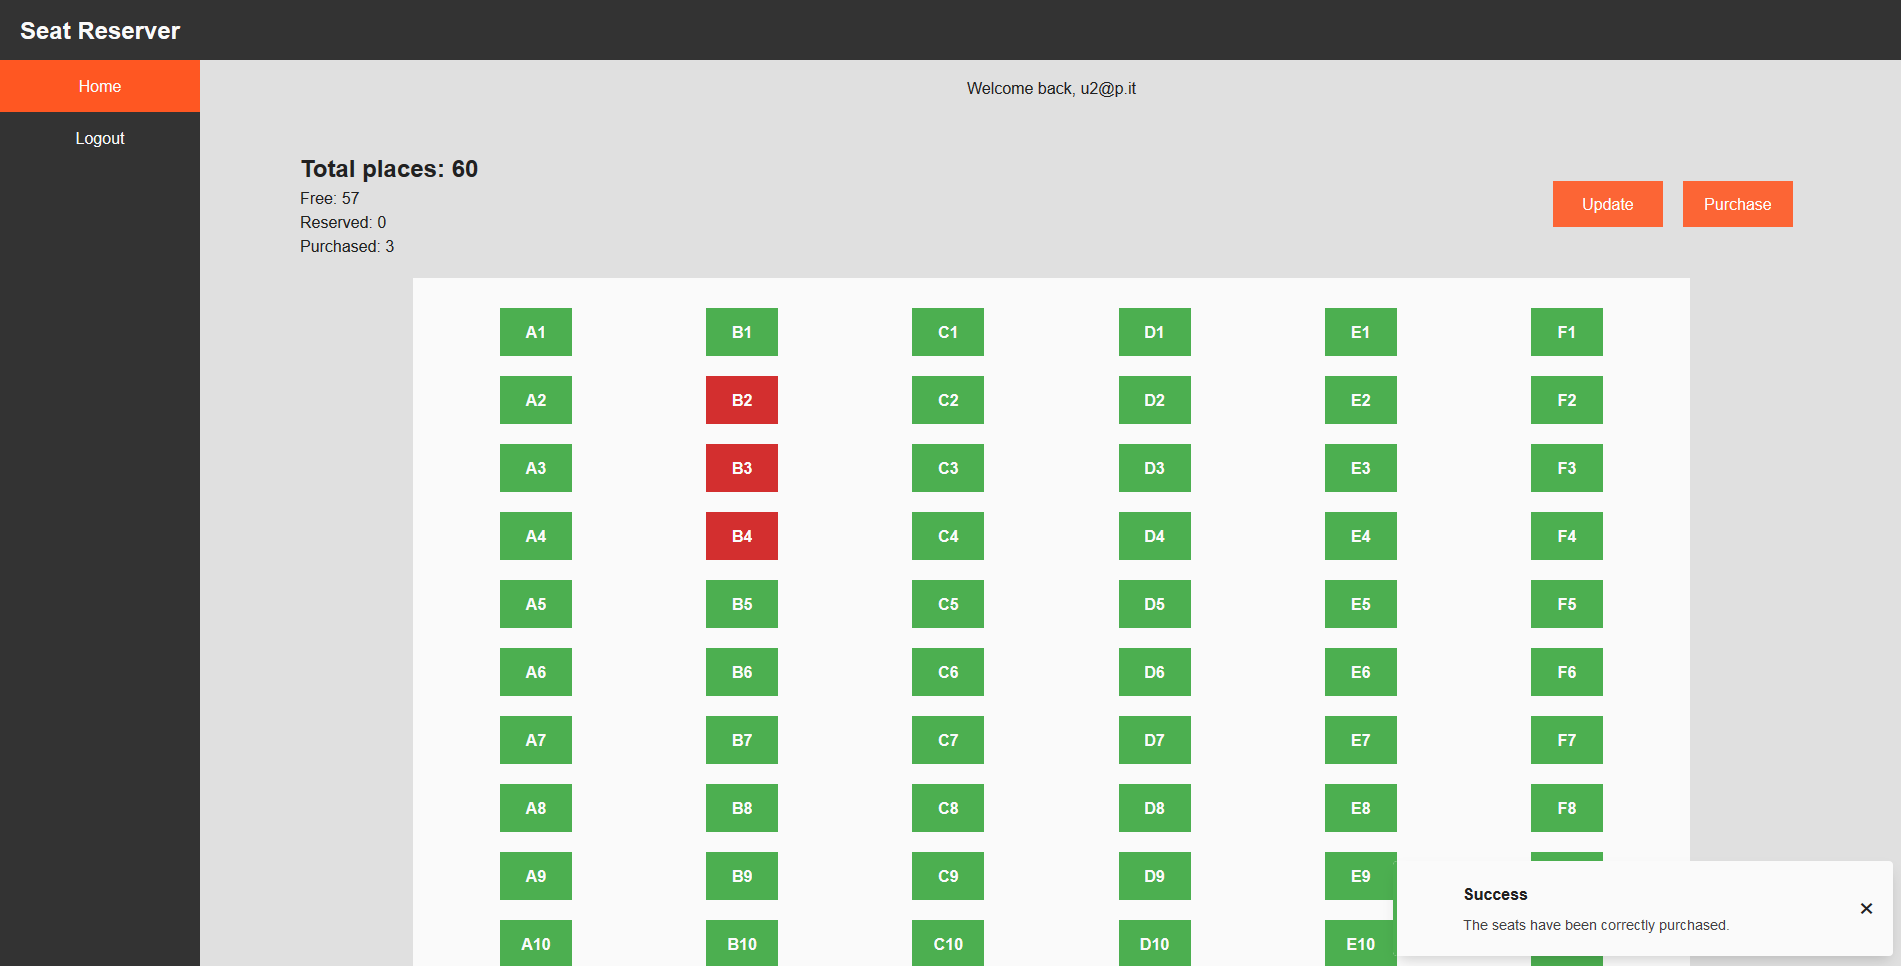 Seat Reserver
Home
Logout
Welcome back, u2@p.it
Total places: 60
Free: 57
Reserved: 0
Purchased: 3
Update Purchase
A1 B1 C1 D1 E1 F1
A2 B2 C2 D2 E2 F2
A3 B3 C3 D3 E3 F3
A4 B4 C4 D4 E4 F4
A5 B5 C5 D5 E5 F5
A6 B6 C6 D6 E6 F6
A7 B7 C7 D7 E7 F7
A8 B8 C8 D8 E8 F8
A9 B9 C9 D9 E9
A10 B10 C10 D10 E10
Success
The seats have been correctly purchased.